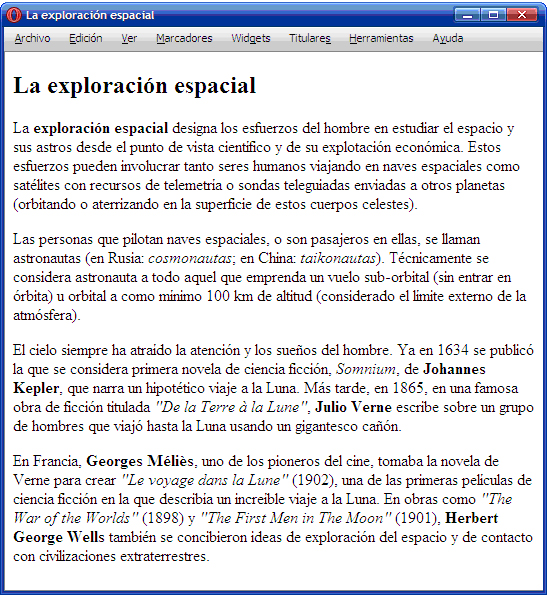 La exploración espacial
Archivo Edición Ver Marcadores Widgets Titulares Herramientas Ayuda
La exploración espacial
La exploración espacial designa los esfuerzos del hombre en estudiar el espacio y
sus astros desde el punto de vista científico y de su explotación económica. Estos
esfuerzos pueden involucrar tanto seres humanos viajando en naves espaciales como
satélites con recursos de telemetría o sondas teleguiadas enviadas a otros planetas
(orbitando o aterrizando en la superficie de estos cuerpos celestes).
Las personas que pilotan naves espaciales, o son pasajeros en ellas, se llaman
astronautas (en Rusia: cosmonautas; en China: taikonautas). Técnicamente se
considera astronauta a todo aquel que emprenda un vuelo sub-orbital (sin entrar en
órbita) u orbital a como mínimo 100 km de altitud (considerado el límite externo de la
atmósfera).
El cielo siempre ha atraído la atención y los sueños del hombre. Ya en 1634 se publicó
la que se considera primera novela de ciencia ficción, Somnium, de Johannes
Kepler, que narra un hipotético viaje a la Luna. Más tarde, en 1865, en una famosa
obra de ficción titulada "De la Terre à la Lune", Julio Verne escribe sobre un grupo
de hombres que viajó hasta la Luna usando un gigantesco cañón.
En Francia, Georges Méliès, uno de los pioneros del cine, tomaba la novela de
Verne para crear "Le voyage dans la Lune" (1902), una de las primeras películas de
ciencia ficción en la que describía un increíble viaje a la Luna. En obras como "The
War of the Worlds" (1898) y "The First Men in The Moon" (1901), Herbert
George Wells también se concibieron ideas de exploración del espacio y de contacto
con civilizaciones extraterrestres.